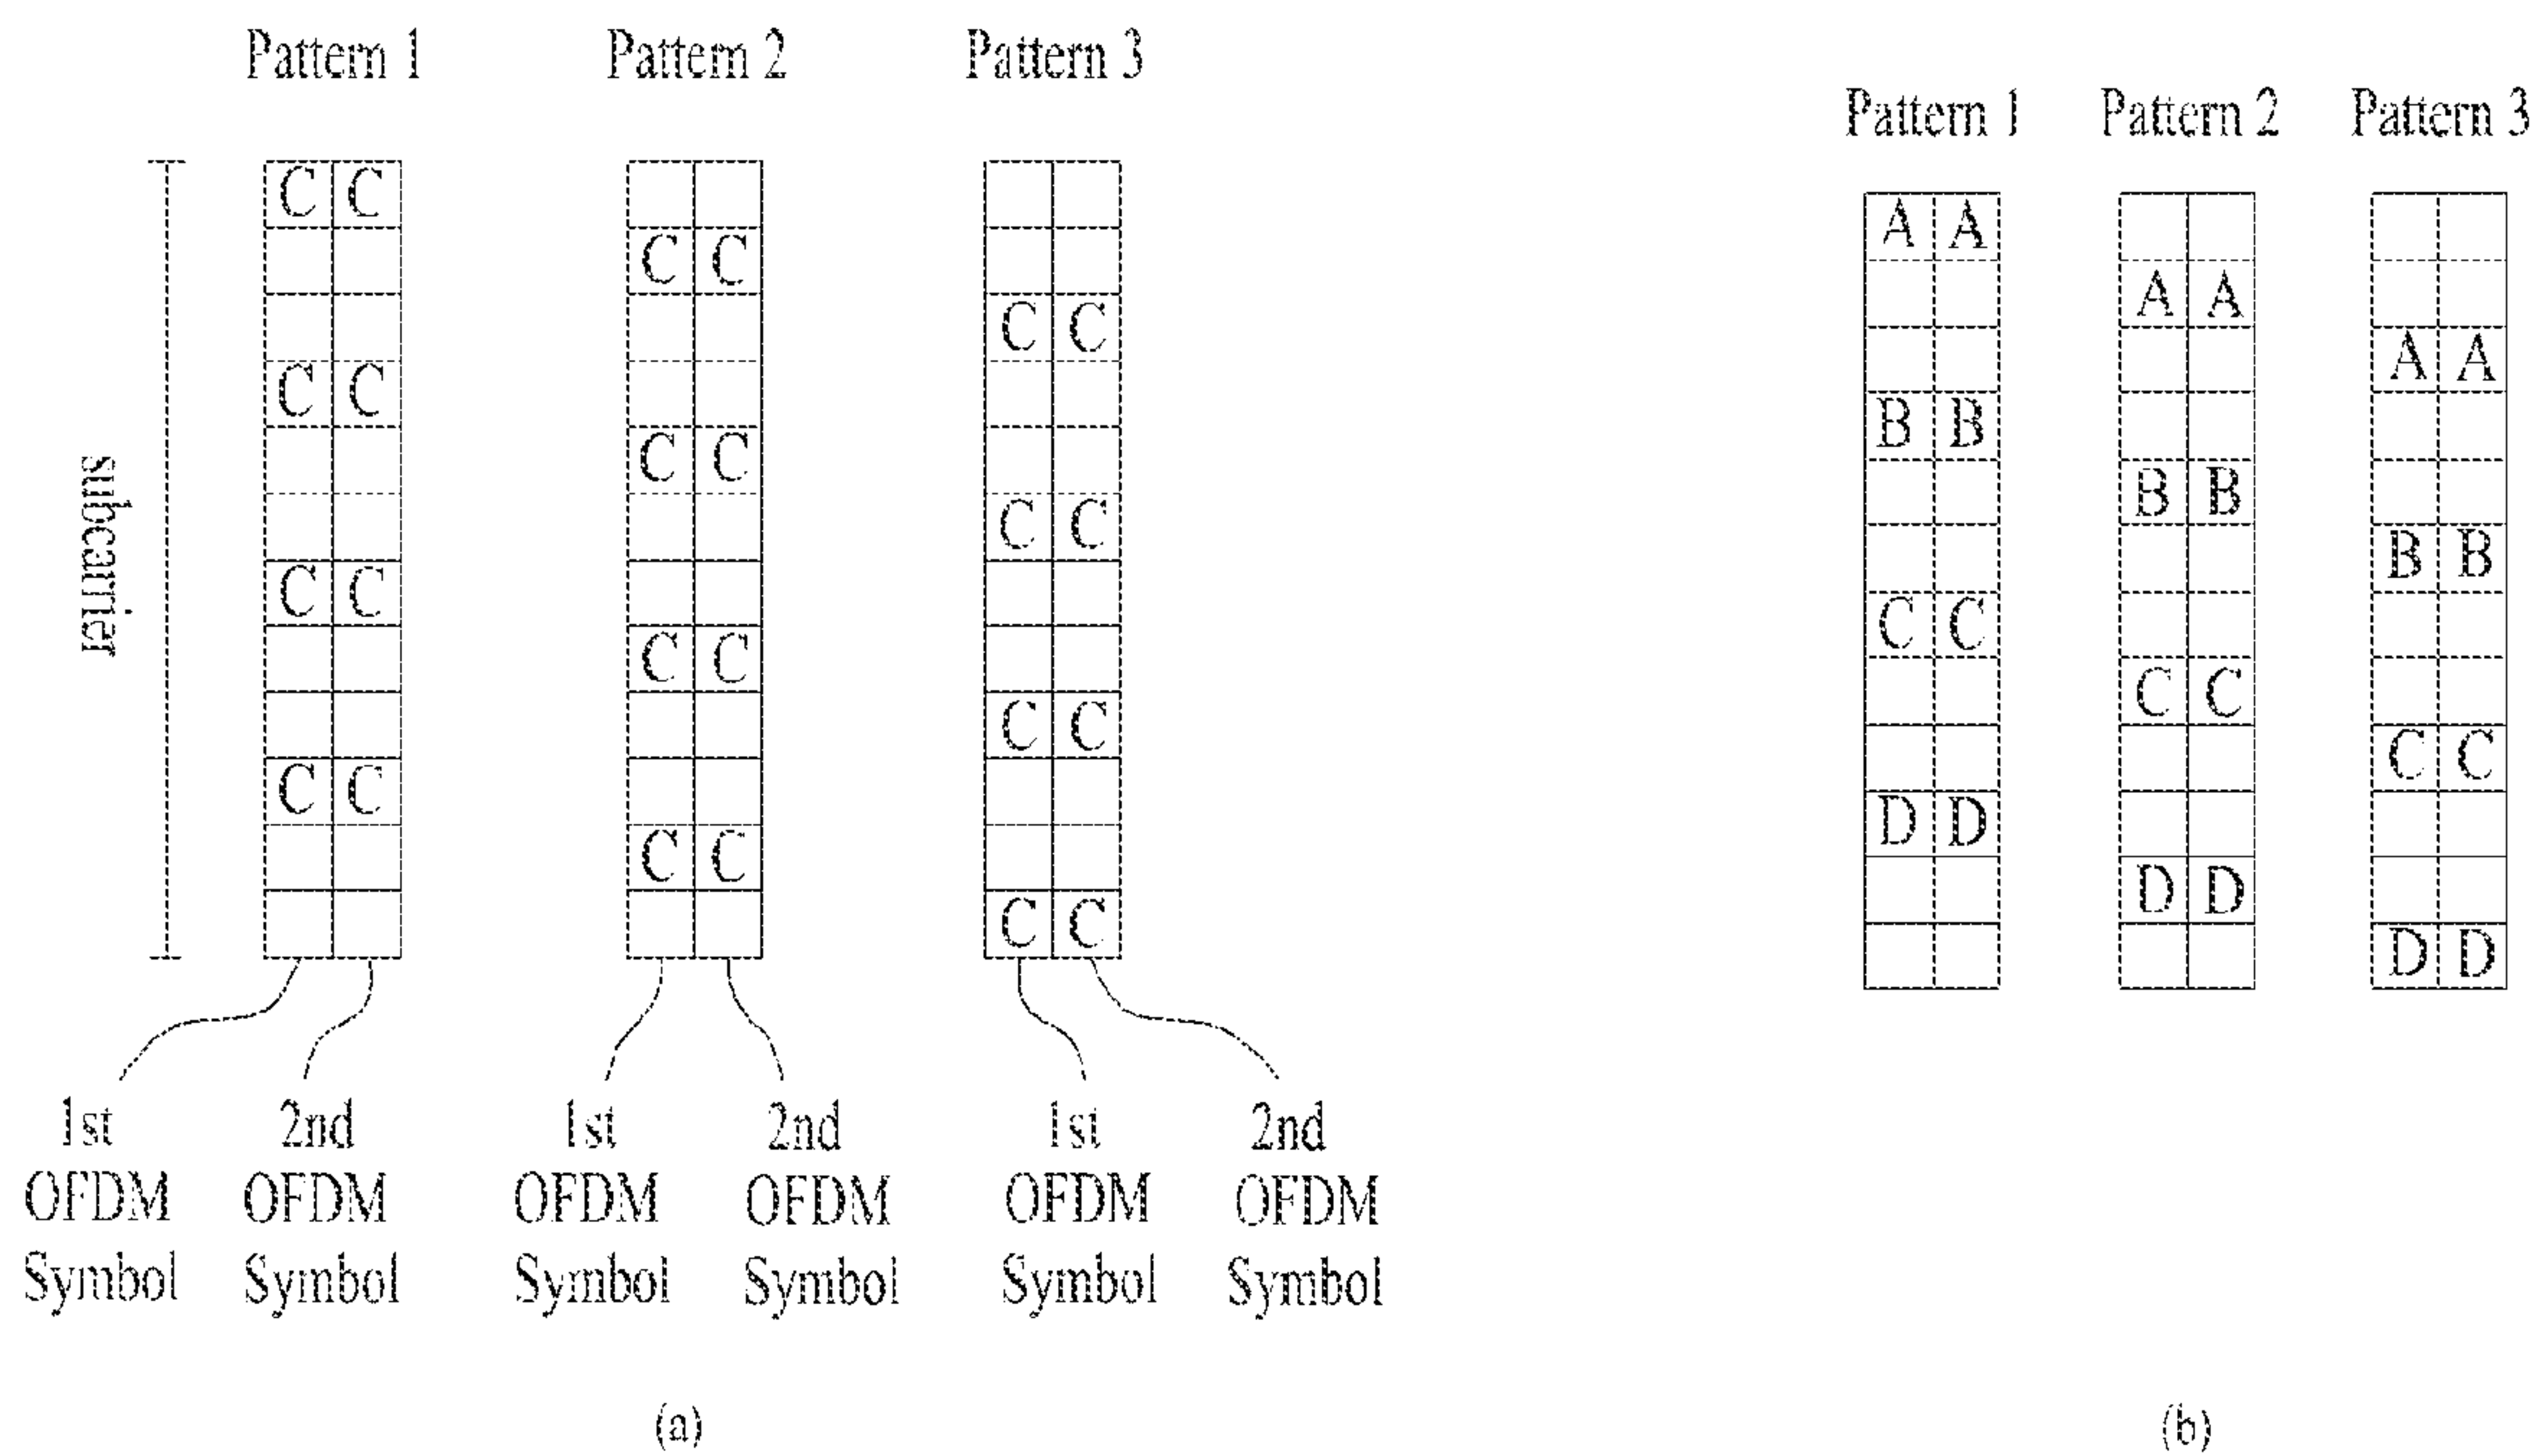 Pattern 1 Pattern 2 Pattern 3
Pattern 1 Pattern 2 Pattern 3
subcarrier
C C
C C
C C
C C
C C
C C
C C
C C
C C
C C
C C
C C
A A
B B
C C
D D
A A
B B
C C
D D
A A
B B
C C
D D
1st 2nd 1st 2nd 1st 2nd
OFDM OFDM OFDM OFDM OFDM OFDM
Symbol Symbol Symbol Symbol Symbol Symbol
(a) (b)